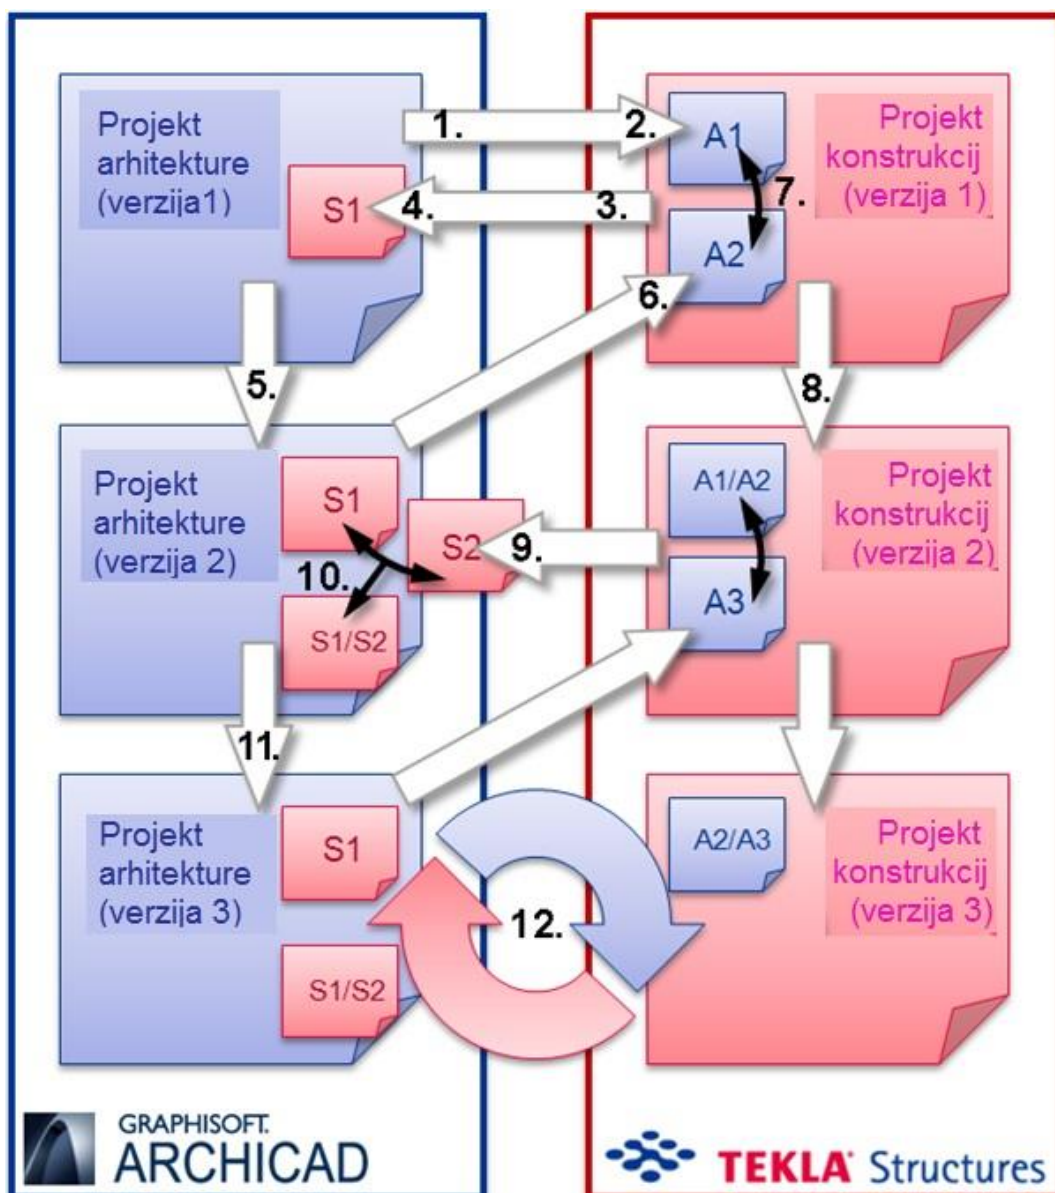 Projekt
arhitekture
(verzija1)
S1
1.
2.
4.
3.
A1
7.
A2
6.
Projekt
konstrukcij
(verzija 1)
5.
8.
Projekt
arhitekture
(verzija 2)
S1
10.
S1/S2
S2
9.
A1/A2
A3
Projekt
konstrukcij
(verzija 2)
11.
Projekt
arhitekture
(verzija 3)
S1
S1/S2
12.
A2/A3
Projekt
konstrukcij
(verzija 3)
GRAPHISOFT.
ARCHICAD
TEKLA Structures